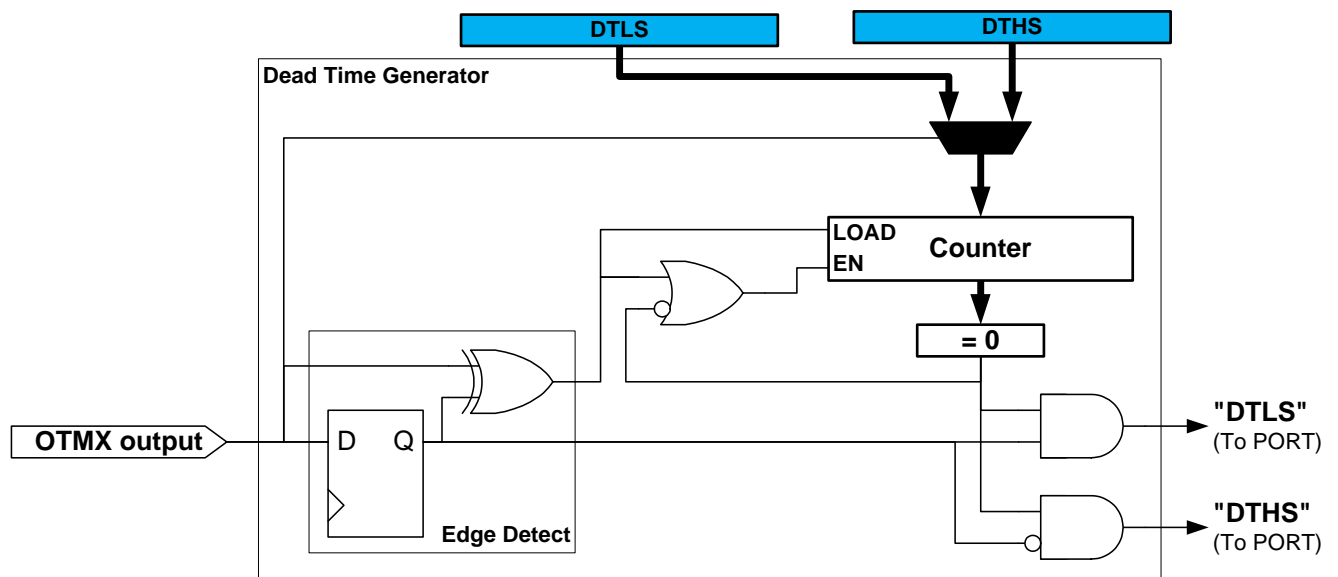 DTLS
DTHS
Dead Time Generator
LOAD
EN
Counter
= 0
OTMX output
D
Q
Edge Detect
"DTLS"
(To PORT)
"DTHS"
(To PORT)